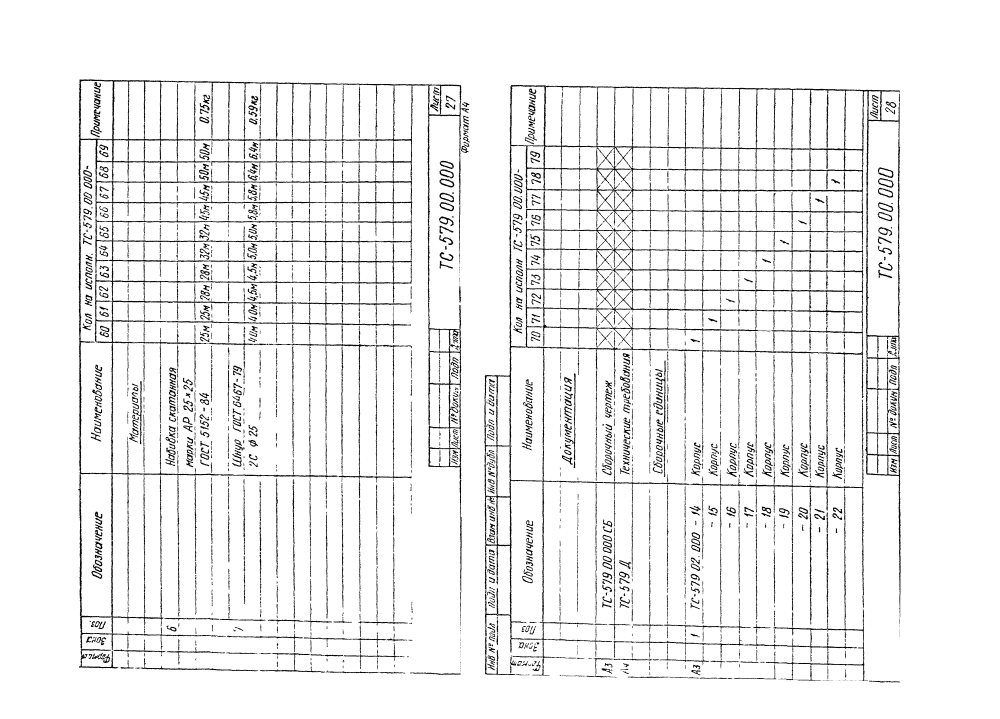 Формат Зона Поз. Обозначение Наименование Кол на исполн. ТС-579.00 000- Примечание
60 61 62 63 64 65 66 67 68 69
Материалы
6 Набивка скатанная
марки АР 25×25
ГОСТ 5152-84 25м 25м 28м 28м 32м 32м 45м 45м 50м 50м 0,75кг
7 Шнур ГОСТ 6467-79
2С ф 25 4,0м 4,0м 4,5м 4,5м 5,0м 5,0м 5,8м 5,8м 6,4м 6,4м 0,59кг
Изм Лист № докум Подп Дата
ТС-579.00.000
Лист 27
Формат А4
Инв № подл Подп и дата Взам инв № Инв № дубл Подп и дата
Формат Зона Поз Обозначение Наименование Кол на исполн ТС-579 00.000- Примечание
70 71 72 73 74 75 76 77 78 79
Документация
А3 ТС-579 00 000 СБ Сборочный чертеж
А4 ТС-579 Д Технические требования
Сборочные единицы
А3 1 ТС-579 02.000 - 14 Корпус 1
- 15 Корпус 1
- 16 Корпус 1
- 17 Корпус 1
- 18 Корпус 1
- 19 Корпус 1
- 20 Корпус 1
- 21 Корпус 1
- 22 Корпус 1
Изм Лист № докум Подп Дата
ТС-579.00.000
Лист 28